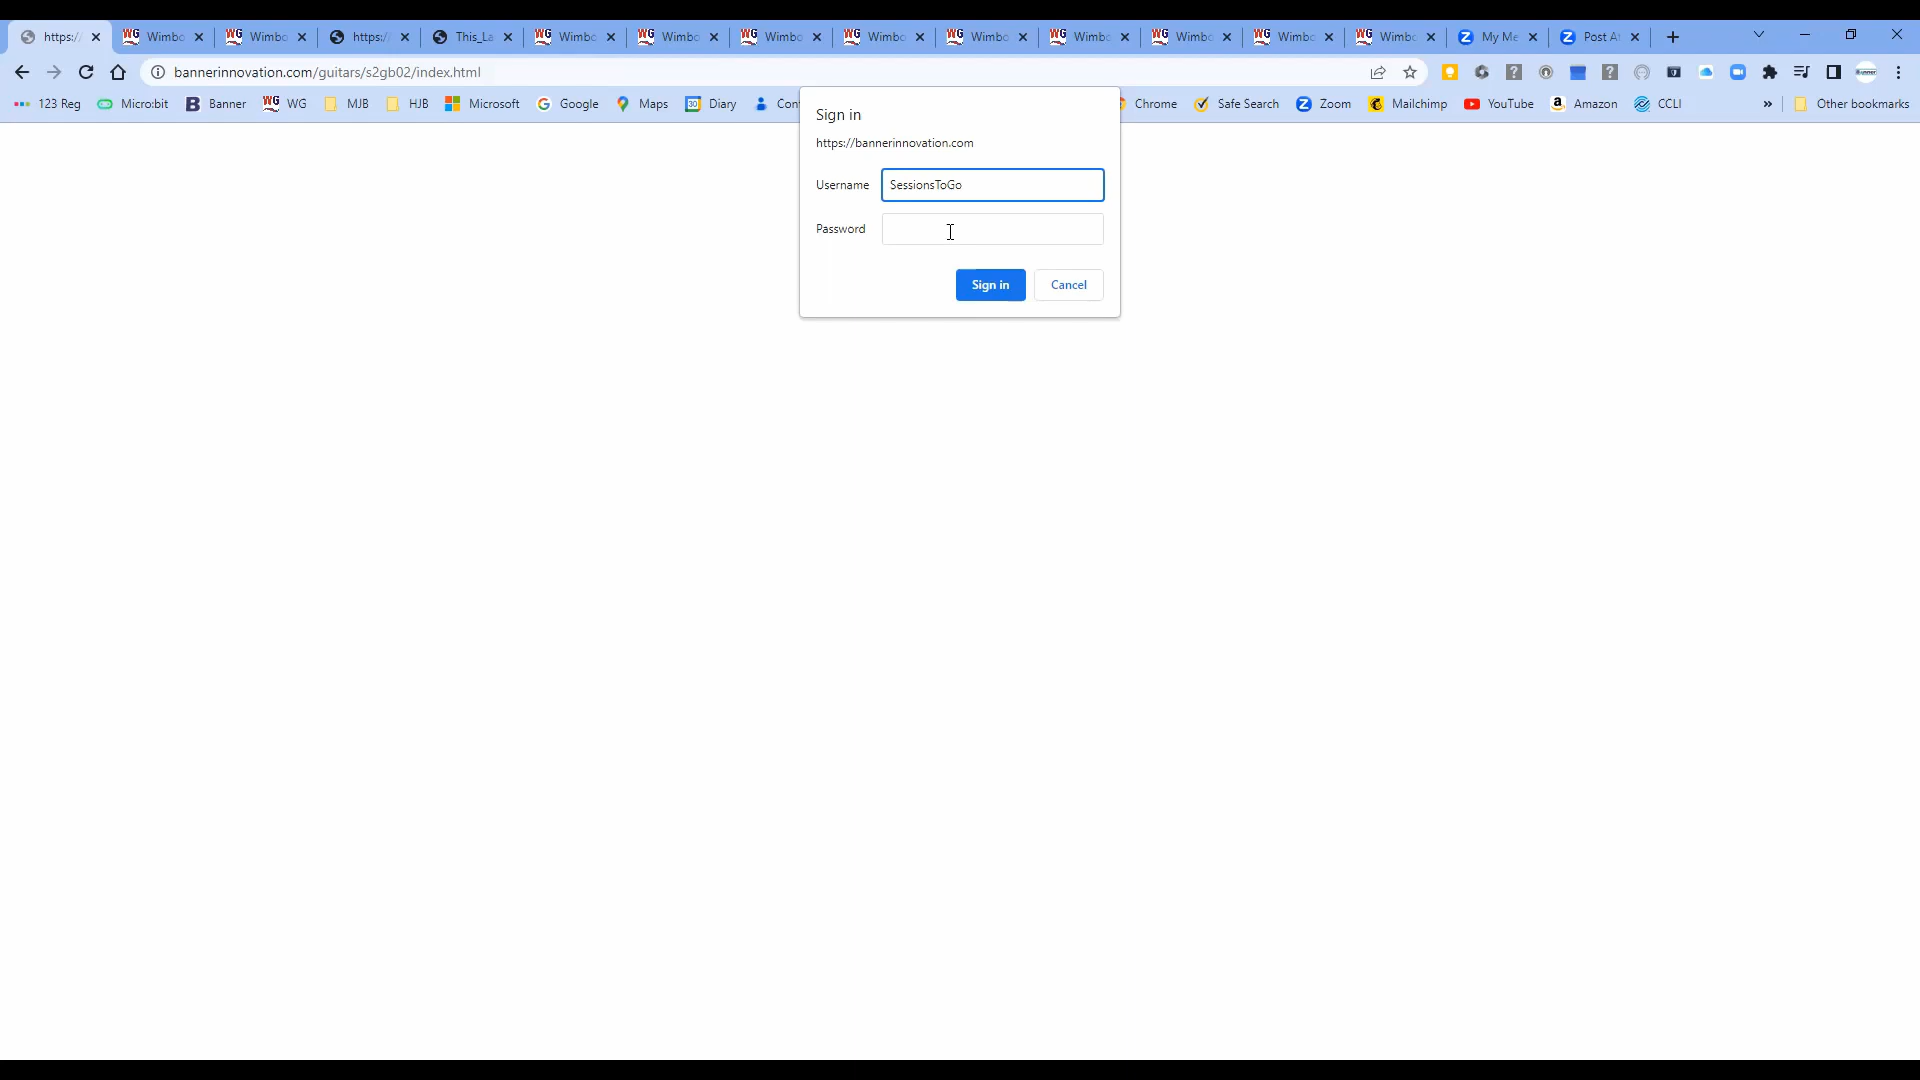 https:/ Wimbo Wimbo https:/ This_La Wimbo Wimbo Wimbo Wimbo Wimbo Wimbo Wimbo Wimbo Wimbo My Me Post At
bannerinnovation.com/guitars/s2gb02/index.html
123 Reg Micro:bit Banner WG MJB HJB Microsoft Google Maps Diary Con Chrome Safe Search Zoom Mailchimp YouTube Amazon CCLI » Other bookmarks
Sign in
https://bannerinnovation.com
Username SessionsToGo
Password
Sign in Cancel